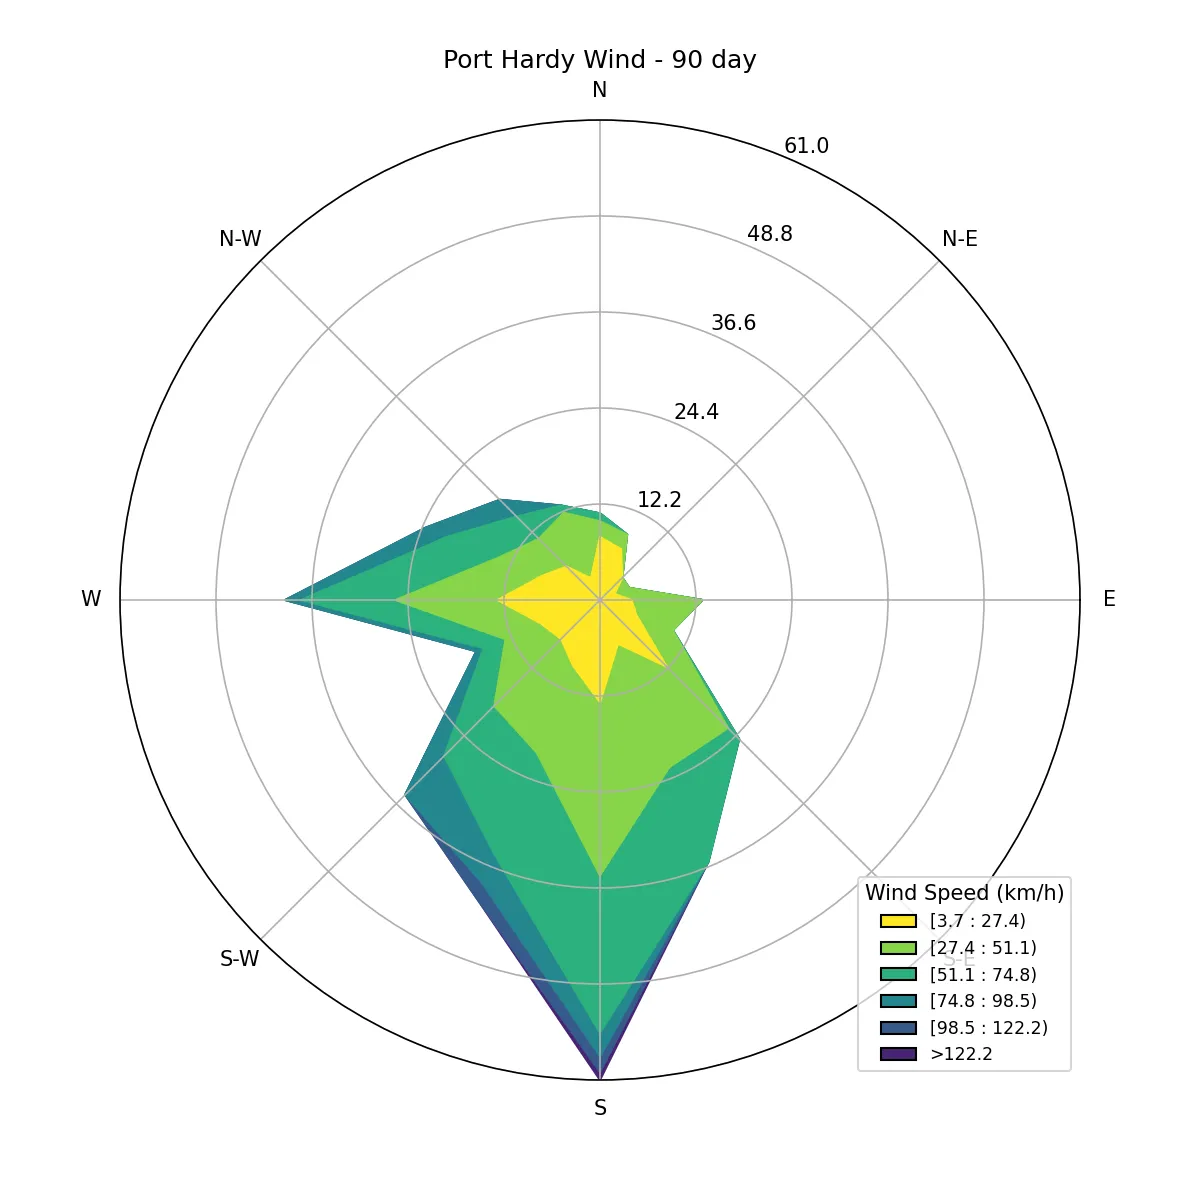 Port Hardy Wind - 90 day
N
61.0
N-W
48.8
N-E
36.6
24.4
12.2
W
E
S-W
S-E
S
Wind Speed (km/h)
[3.7 : 27.4)
[27.4 : 51.1)
[51.1 : 74.8)
[74.8 : 98.5)
[98.5 : 122.2)
>122.2